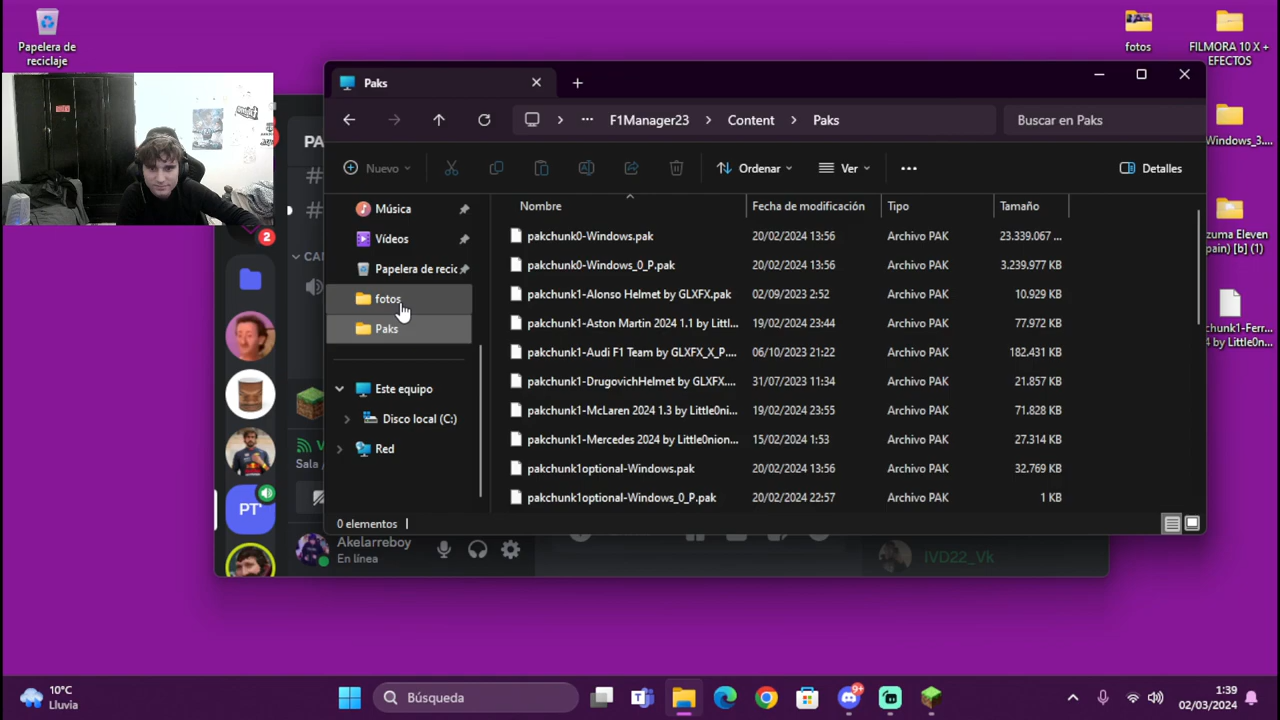 Papelera de
reciclaje
fotos
FILMORA 10 X +
EFECTOS
Windows_3....
zuma Eleven
pain) [b] (1)
chunk1-Ferr...
4 by Little0n...
Paks
F1Manager23 > Content > Paks
Buscar en Paks
Nuevo
Ordenar
Ver
Detalles
Música
Vídeos
Papelera de recic
fotos
Paks
Este equipo
Disco local (C:)
Red
Nombre Fecha de modificación Tipo Tamaño
pakchunk0-Windows.pak 20/02/2024 13:56 Archivo PAK 23.339.067 ...
pakchunk0-Windows_0_P.pak 20/02/2024 13:56 Archivo PAK 3.239.977 KB
pakchunk1-Alonso Helmet by GLXFX.pak 02/09/2023 2:52 Archivo PAK 10.929 KB
pakchunk1-Aston Martin 2024 1.1 by Littl... 19/02/2024 23:44 Archivo PAK 77.972 KB
pakchunk1-Audi F1 Team by GLXFX_X_P.... 06/10/2023 21:22 Archivo PAK 182.431 KB
pakchunk1-DrugovichHelmet by GLXFX.... 31/07/2023 11:34 Archivo PAK 21.857 KB
pakchunk1-McLaren 2024 1.3 by Little0ni... 19/02/2024 23:55 Archivo PAK 71.828 KB
pakchunk1-Mercedes 2024 by Little0nion... 15/02/2024 1:53 Archivo PAK 27.314 KB
pakchunk1optional-Windows.pak 20/02/2024 13:56 Archivo PAK 32.769 KB
pakchunk1optional-Windows_0_P.pak 20/02/2024 22:57 Archivo PAK 1 KB
0 elementos
PA
#
#
CAN
2
V
Sala /
PT
Akelarreboy
En línea
IVD22_Vk
10°C
Lluvia
Búsqueda
9+
1:39
02/03/2024